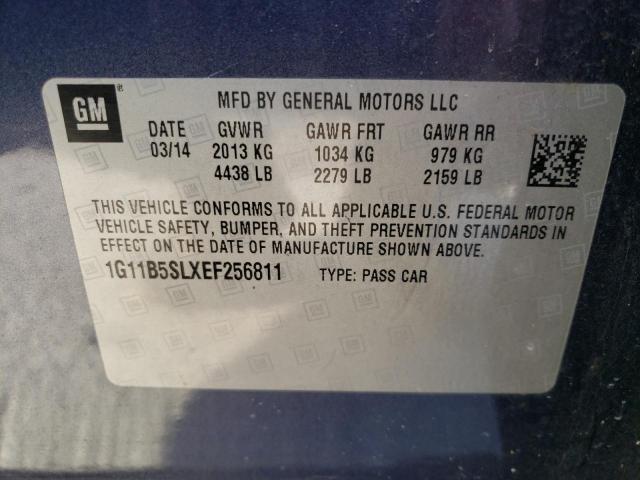 GM ®
MFD BY GENERAL MOTORS LLC
DATE GVWR GAWR FRT GAWR RR
03/14 2013 KG 1034 KG 979 KG
4438 LB 2279 LB 2159 LB
THIS VEHICLE CONFORMS TO ALL APPLICABLE U.S. FEDERAL MOTOR
VEHICLE SAFETY, BUMPER, AND THEFT PREVENTION STANDARDS IN
EFFECT ON THE DATE OF MANUFACTURE SHOWN ABOVE.
1G11B5SLXEF256811 TYPE: PASS CAR